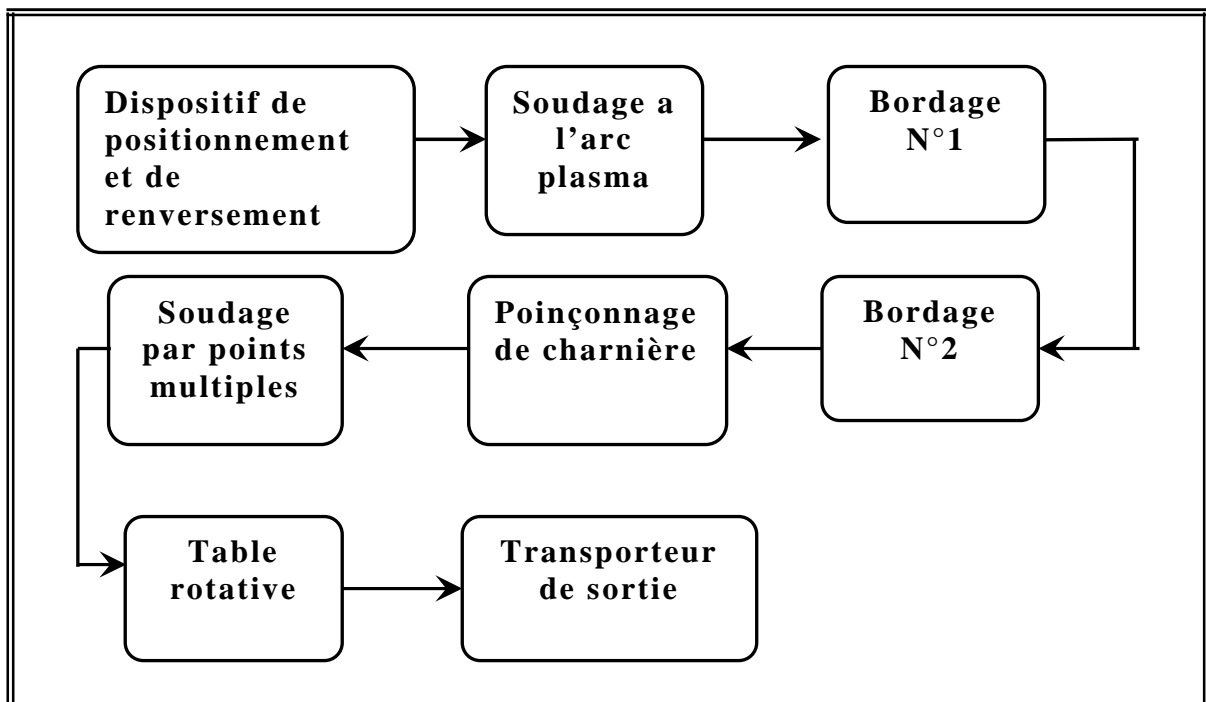 Dispositif de
positionnement
et de
renversement
Soudage a
l’arc
plasma
Bordage
N°1
Bordage
N°2
Poinçonnage
de charnière
Soudage
par points
multiples
Table
rotative
Transporteur
de sortie